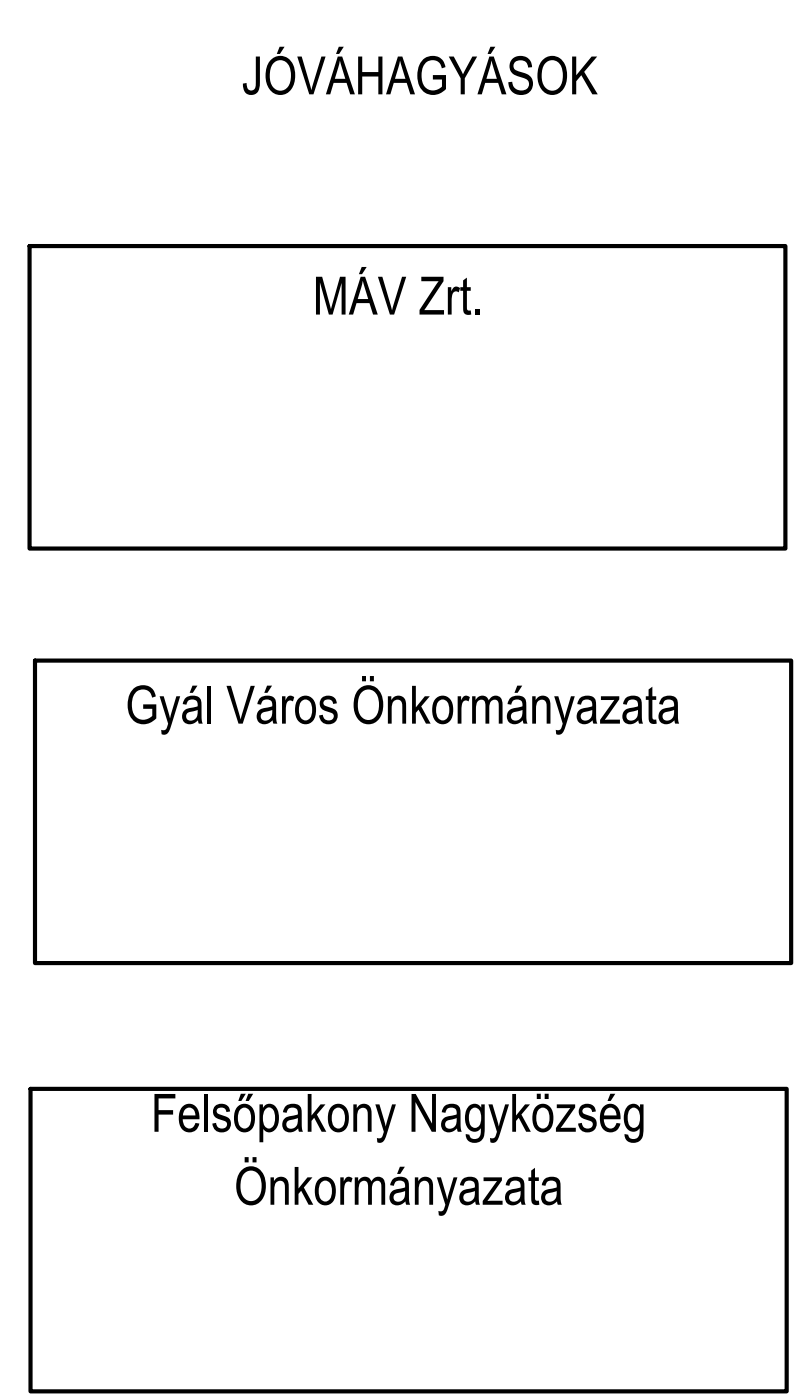 JÓVÁHAGYÁSOK
MÁV Zrt.
Gyál Város Önkormányazata
Felsőpakony Nagyközség
Önkormányazata